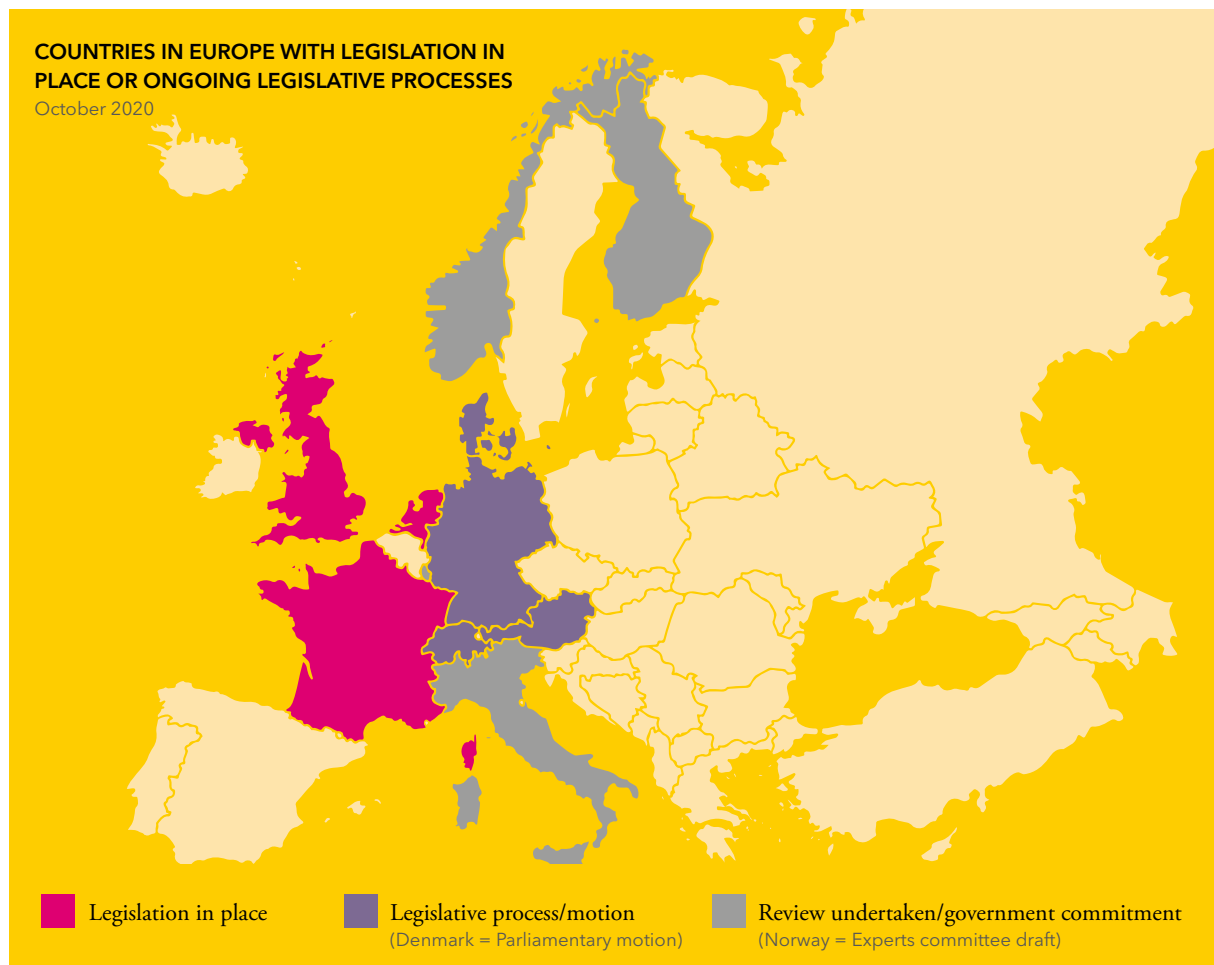 COUNTRIES IN EUROPE WITH LEGISLATION IN
PLACE OR ONGOING LEGISLATIVE PROCESSES
October 2020
Legislation in place
Legislative process/motion
(Denmark = Parliamentary motion)
Review undertaken/government commitment
(Norway = Experts committee draft)